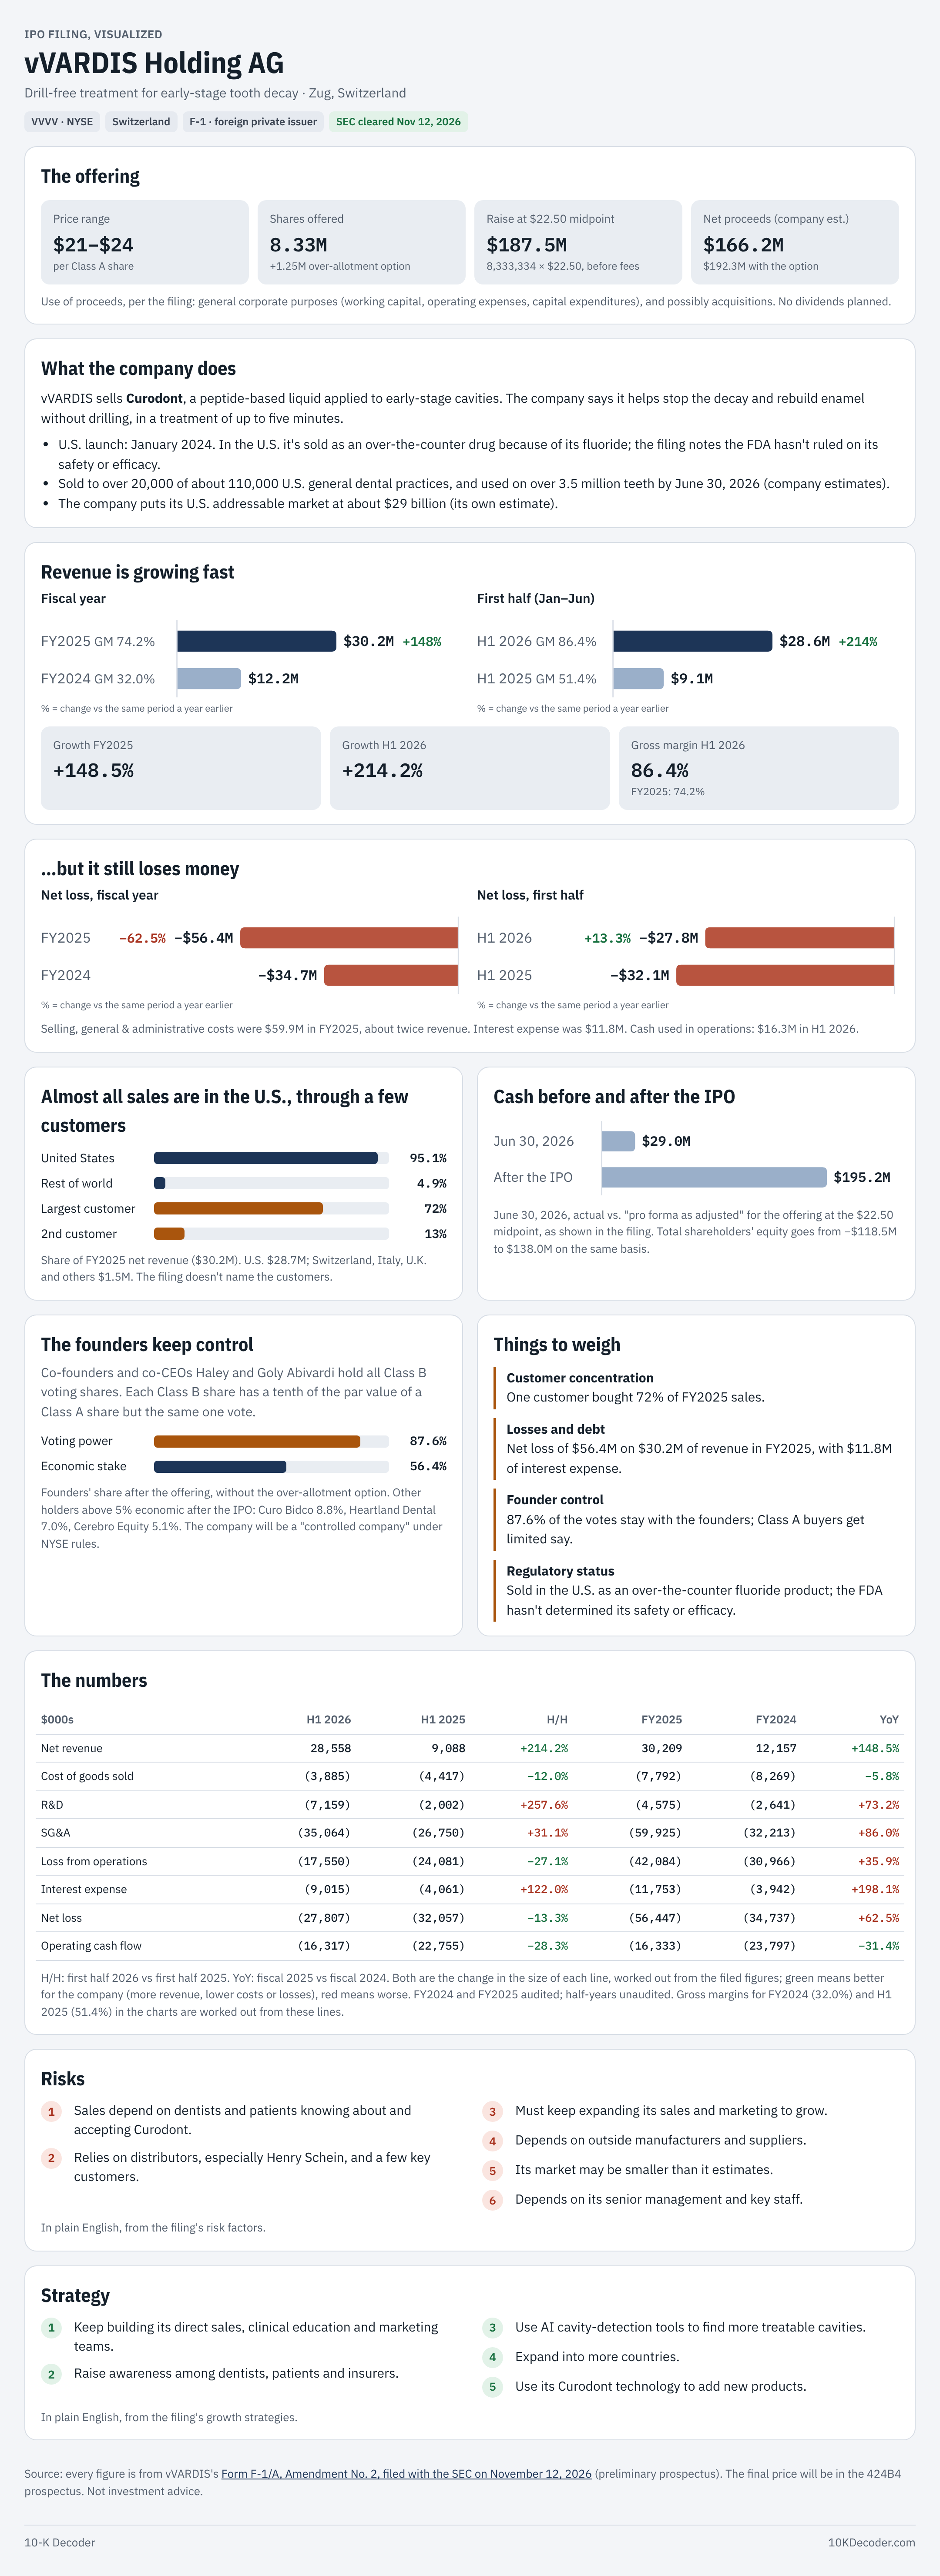 IPO FILING, VISUALIZED
vVARDIS Holding AG
Drill-free treatment for early-stage tooth decay · Zug, Switzerland
VVVV · NYSE
Switzerland
F-1 · foreign private issuer
SEC cleared Nov 12, 2026
The offering
Price range
$21–$24
per Class A share
Shares offered
8.33M
+1.25M over-allotment option
Raise at $22.50 midpoint
$187.5M
8,333,334 × $22.50, before fees
Net proceeds (company est.)
$166.2M
$192.3M with the option
Use of proceeds, per the filing: general corporate purposes (working capital, operating expenses, capital expenditures), and possibly acquisitions. No dividends planned.
What the company does
vVARDIS sells Curodont, a peptide-based liquid applied to early-stage cavities. The company says it helps stop the decay and rebuild enamel
without drilling, in a treatment of up to five minutes.
• U.S. launch: January 2024. In the U.S. it's sold as an over-the-counter drug because of its fluoride; the filing notes the FDA hasn't ruled on its
safety or efficacy.
• Sold to over 20,000 of about 110,000 U.S. general dental practices, and used on over 3.5 million teeth by June 30, 2026 (company estimates).
• The company puts its U.S. addressable market at about $29 billion (its own estimate).
Revenue is growing fast
Fiscal year
FY2025 GM 74.2% $30.2M +148%
FY2024 GM 32.0% $12.2M
% = change vs the same period a year earlier
First half (Jan–Jun)
H1 2026 GM 86.4% $28.6M +214%
H1 2025 GM 51.4% $9.1M
% = change vs the same period a year earlier
Growth FY2025
+148.5%
Growth H1 2026
+214.2%
Gross margin H1 2026
86.4%
FY2025: 74.2%
...but it still loses money
Net loss, fiscal year
FY2025 −62.5% −$56.4M
FY2024 −$34.7M
% = change vs the same period a year earlier
Net loss, first half
H1 2026 +13.3% −$27.8M
H1 2025 −$32.1M
% = change vs the same period a year earlier
Selling, general & administrative costs were $59.9M in FY2025, about twice revenue. Interest expense was $11.8M. Cash used in operations: $16.3M in H1 2026.
Almost all sales are in the U.S., through a few
customers
United States 95.1%
Rest of world 4.9%
Largest customer 72%
2nd customer 13%
Share of FY2025 net revenue ($30.2M). U.S. $28.7M; Switzerland, Italy, U.K.
and others $1.5M. The filing doesn't name the customers.
Cash before and after the IPO
Jun 30, 2026 $29.0M
After the IPO $195.2M
June 30, 2026, actual vs. "pro forma as adjusted" for the offering at the $22.50
midpoint, as shown in the filing. Total shareholders' equity goes from −$118.5M
to $138.0M on the same basis.
The founders keep control
Co-founders and co-CEOs Haley and Goly Abivardi hold all Class B
voting shares. Each Class B share has a tenth of the par value of a
Class A share but the same one vote.
Voting power 87.6%
Economic stake 56.4%
Founders' share after the offering, without the over-allotment option. Other
holders above 5% economic after the IPO: Curo Bidco 8.8%, Heartland Dental
7.0%, Cerebro Equity 5.1%. The company will be a "controlled company" under
NYSE rules.
Things to weigh
Customer concentration
One customer bought 72% of FY2025 sales.
Losses and debt
Net loss of $56.4M on $30.2M of revenue in FY2025, with $11.8M
of interest expense.
Founder control
87.6% of the votes stay with the founders; Class A buyers get
limited say.
Regulatory status
Sold in the U.S. as an over-the-counter fluoride product; the FDA
hasn't determined its safety or efficacy.
The numbers
$000s H1 2026 H1 2025 H/H FY2025 FY2024 YoY
Net revenue 28,558 9,088 +214.2% 30,209 12,157 +148.5%
Cost of goods sold (3,885) (4,417) −12.0% (7,792) (8,269) −5.8%
R&D (7,159) (2,002) +257.6% (4,575) (2,641) +73.2%
SG&A (35,064) (26,750) +31.1% (59,925) (32,213) +86.0%
Loss from operations (17,550) (24,081) −27.1% (42,084) (30,966) +35.9%
Interest expense (9,015) (4,061) +122.0% (11,753) (3,942) +198.1%
Net loss (27,807) (32,057) −13.3% (56,447) (34,737) +62.5%
Operating cash flow (16,317) (22,755) −28.3% (16,333) (23,797) −31.4%
H/H: first half 2026 vs first half 2025. YoY: fiscal 2025 vs fiscal 2024. Both are the change in the size of each line, worked out from the filed figures; green means better
for the company (more revenue, lower costs or losses), red means worse. FY2024 and FY2025 audited; half-years unaudited. Gross margins for FY2024 (32.0%) and H1
2025 (51.4%) in the charts are worked out from these lines.
Risks
1 Sales depend on dentists and patients knowing about and
accepting Curodont.
2 Relies on distributors, especially Henry Schein, and a few key
customers.
3 Must keep expanding its sales and marketing to grow.
4 Depends on outside manufacturers and suppliers.
5 Its market may be smaller than it estimates.
6 Depends on its senior management and key staff.
In plain English, from the filing's risk factors.
Strategy
1 Keep building its direct sales, clinical education and marketing
teams.
2 Raise awareness among dentists, patients and insurers.
3 Use AI cavity-detection tools to find more treatable cavities.
4 Expand into more countries.
5 Use its Curodont technology to add new products.
In plain English, from the filing's growth strategies.
Source: every figure is from vVARDIS's Form F-1/A, Amendment No. 2, filed with the SEC on November 12, 2026 (preliminary prospectus). The final price will be in the 424B4
prospectus. Not investment advice.
10-K Decoder
10KDecoder.com